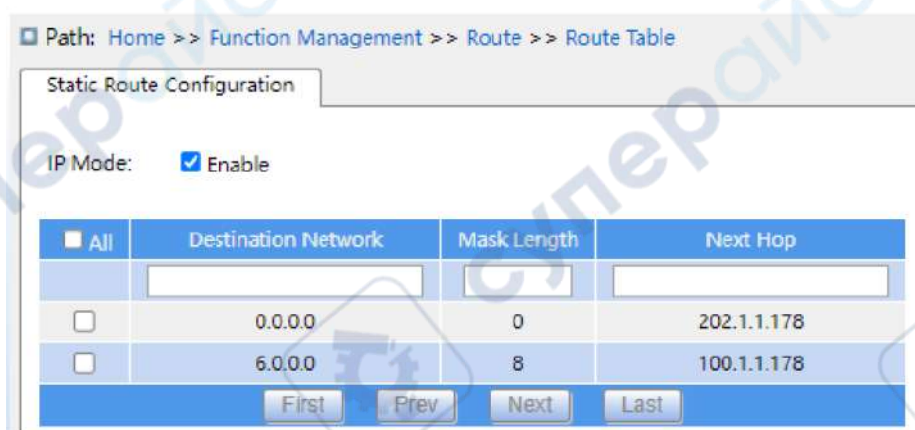 Path: Home >> Function Management >> Route >> Route Table
Static Route Configuration
IP Mode: Enable
All Destination Network Mask Length Next Hop
0.0.0.0 0 202.1.1.178
6.0.0.0 8 100.1.1.178
First Prev Next Last
супер